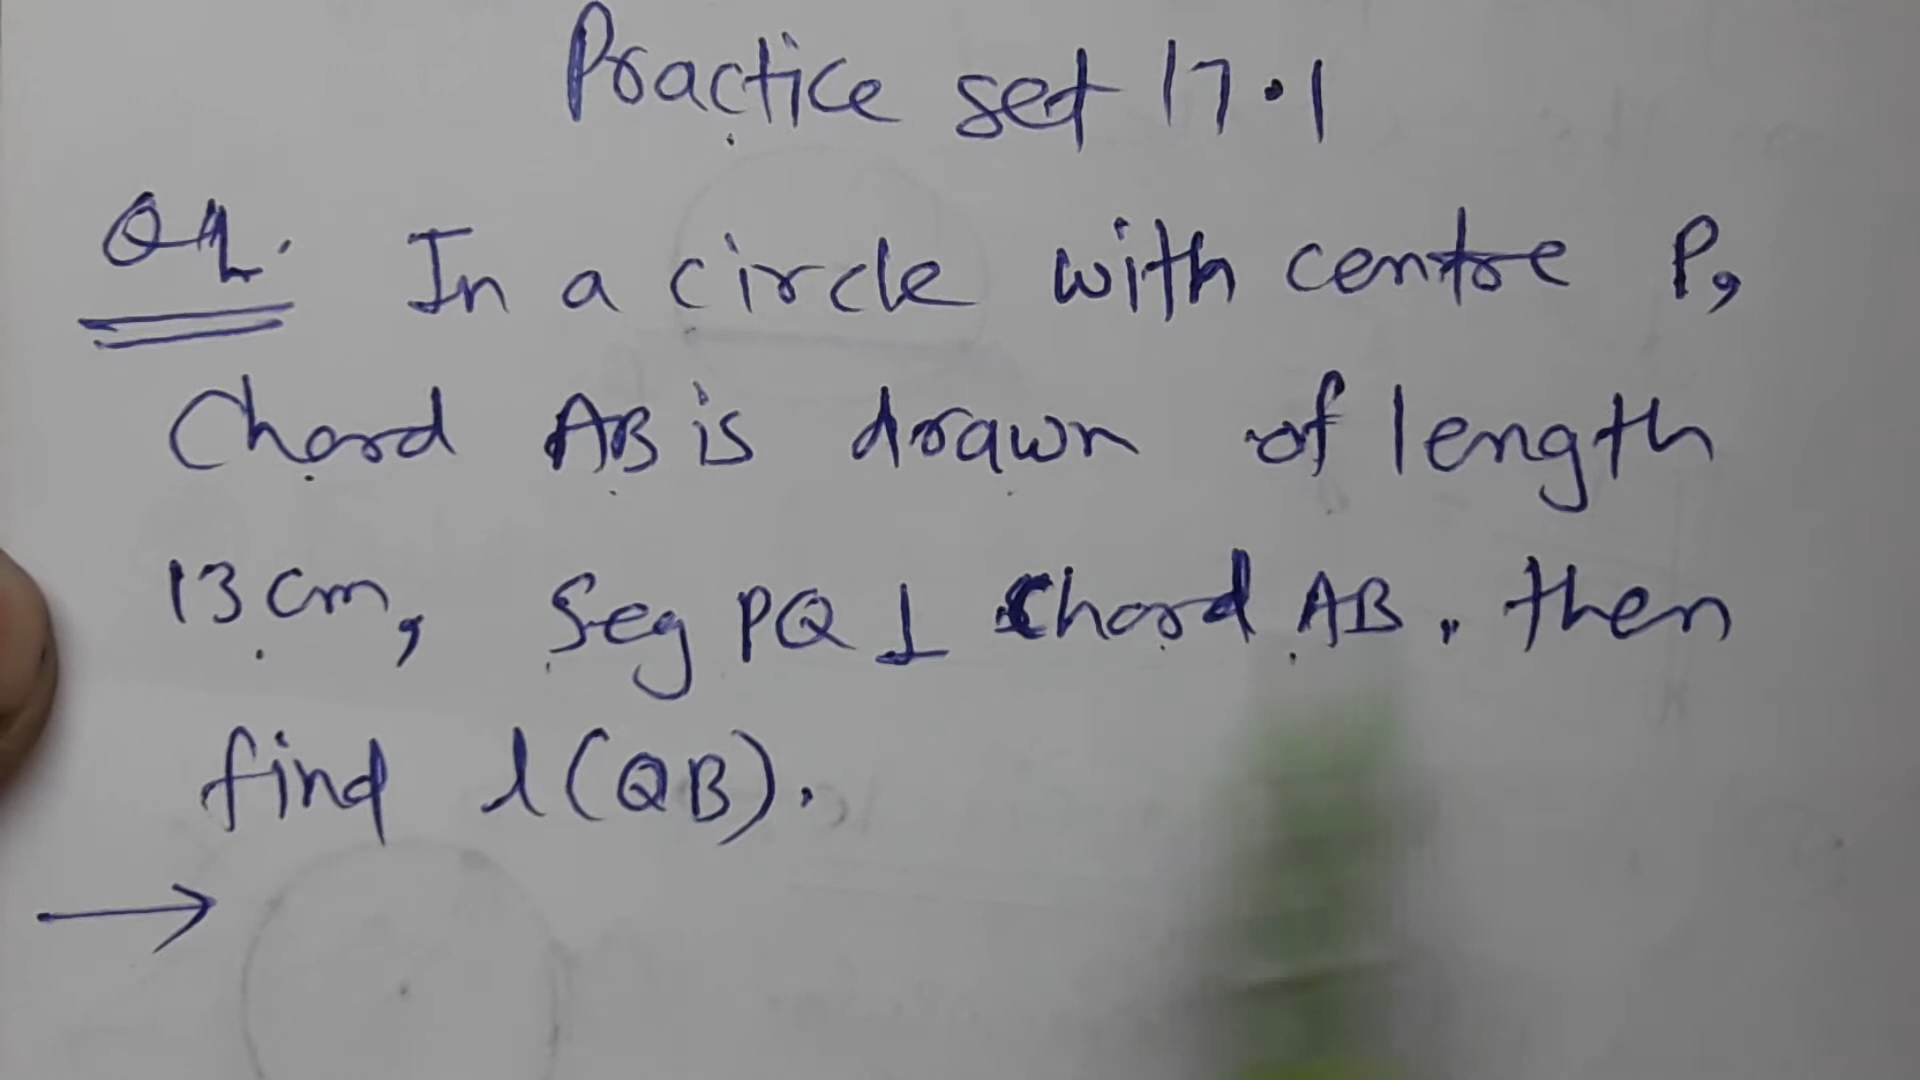 Practice set 17.1
Q1. In a circle with centre P,
Chord AB is drawn of length
13 cm, Seg PQ ⊥ Chord AB. then
find l(QB).